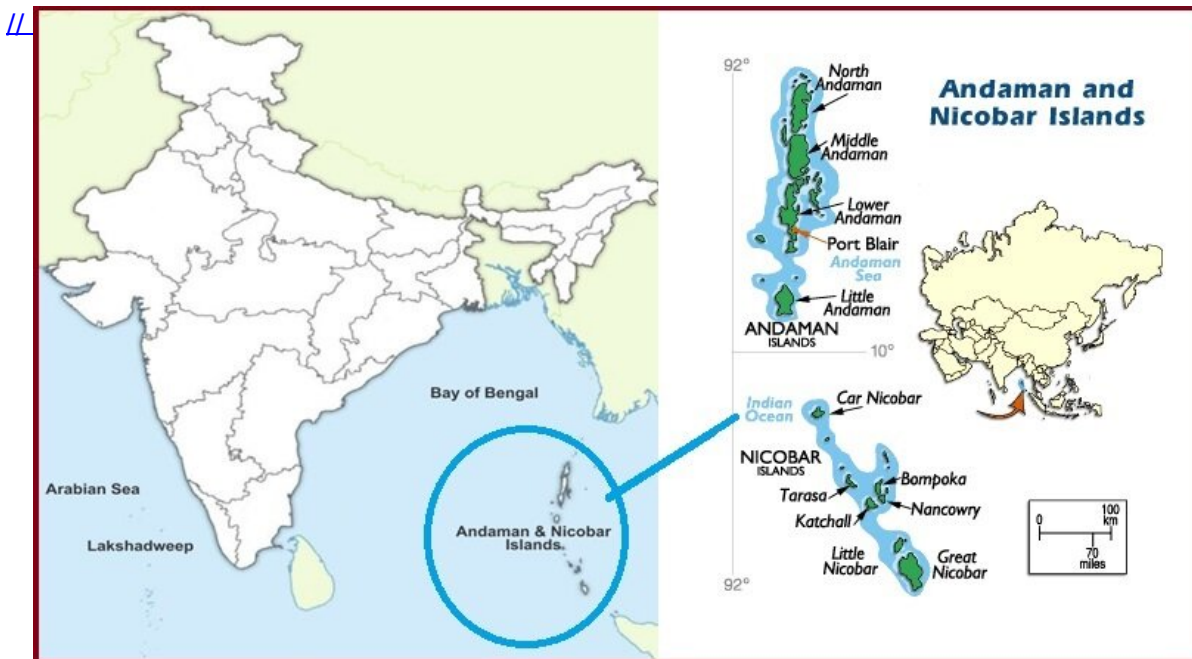 //
Bay of Bengal
Arabian Sea
Lakshadweep
Andaman & Nicobar
Islands
Andaman and
Nicobar Islands
92°
North
Andaman
Middle
Andaman
Lower
Andaman
Port Blair
Andaman
Sea
Little
Andaman
ANDAMAN
ISLANDS
10°
Indian
Ocean
Car Nicobar
NICOBAR
ISLANDS
Tarasa
Bompoka
Katchall
Nancowry
Little
Nicobar
Great
Nicobar
92°
0
100
km
70
miles